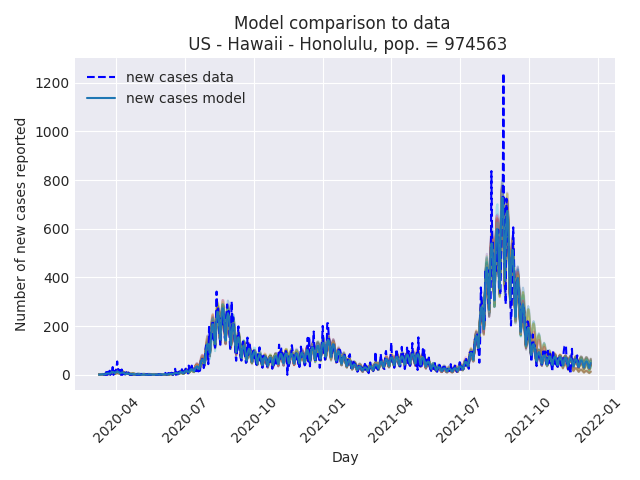 Model comparison to data
US - Hawaii - Honolulu, pop. = 974563
new cases data
new cases model
Number of new cases reported
1200
1000
800
600
400
200
0
2020-04
2020-07
2020-10
2021-01
2021-04
2021-07
2021-10
2022-01
Day